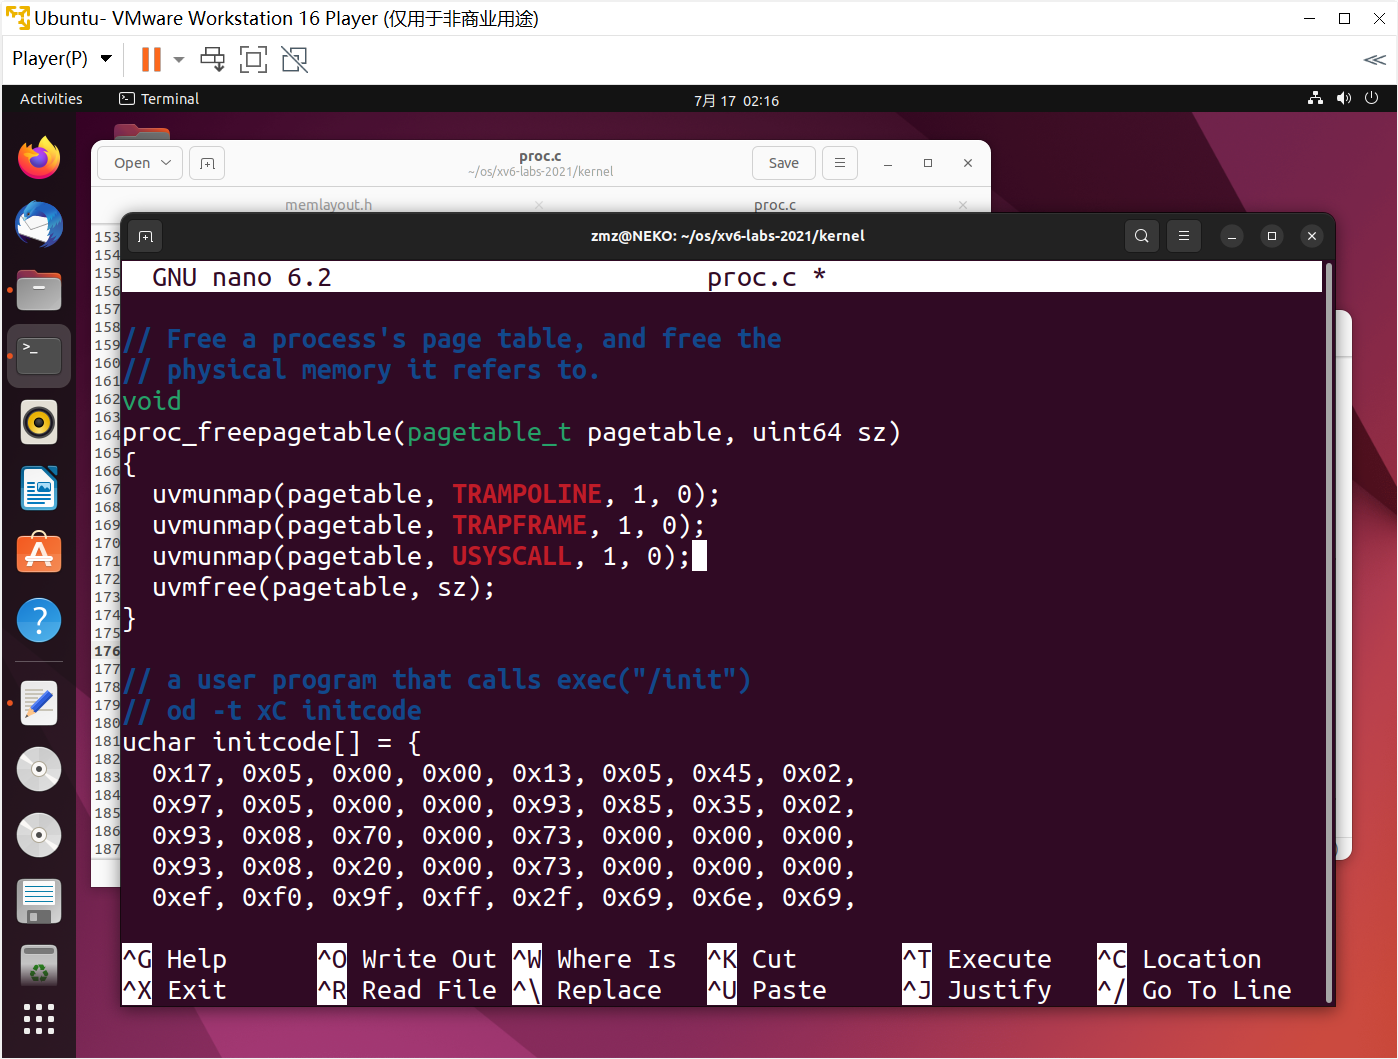 Ubuntu- VMware Workstation 16 Player (仅用于非商业用途)
Player(P)
Activities
Terminal
7月 17 02:16
Open
proc.c
~/os/xv6-labs-2021/kernel
Save
memlayout.h
proc.c
zmz@NEKO: ~/os/xv6-labs-2021/kernel
GNU nano 6.2
proc.c *
153
154
155
156
157
158
159
160
161
162
163
164
165
166
167
168
169
170
171
172
173
174
175
176
177
178
179
180
181
182
183
184
185
186
187
// Free a process's page table, and free the
// physical memory it refers to.
void
proc_freepagetable(pagetable_t pagetable, uint64 sz)
{
  uvmunmap(pagetable, TRAMPOLINE, 1, 0);
  uvmunmap(pagetable, TRAPFRAME, 1, 0);
  uvmunmap(pagetable, USYSCALL, 1, 0);
  uvmfree(pagetable, sz);
}
// a user program that calls exec("/init")
// od -t xC initcode
uchar initcode[] = {
  0x17, 0x05, 0x00, 0x00, 0x13, 0x05, 0x45, 0x02,
  0x97, 0x05, 0x00, 0x00, 0x93, 0x85, 0x35, 0x02,
  0x93, 0x08, 0x70, 0x00, 0x73, 0x00, 0x00, 0x00,
  0x93, 0x08, 0x20, 0x00, 0x73, 0x00, 0x00, 0x00,
  0xef, 0xf0, 0x9f, 0xff, 0x2f, 0x69, 0x6e, 0x69,
^G Help ^O Write Out ^W Where Is ^K Cut ^T Execute ^C Location
^X Exit ^R Read File ^\ Replace ^U Paste ^J Justify ^/ Go To Line